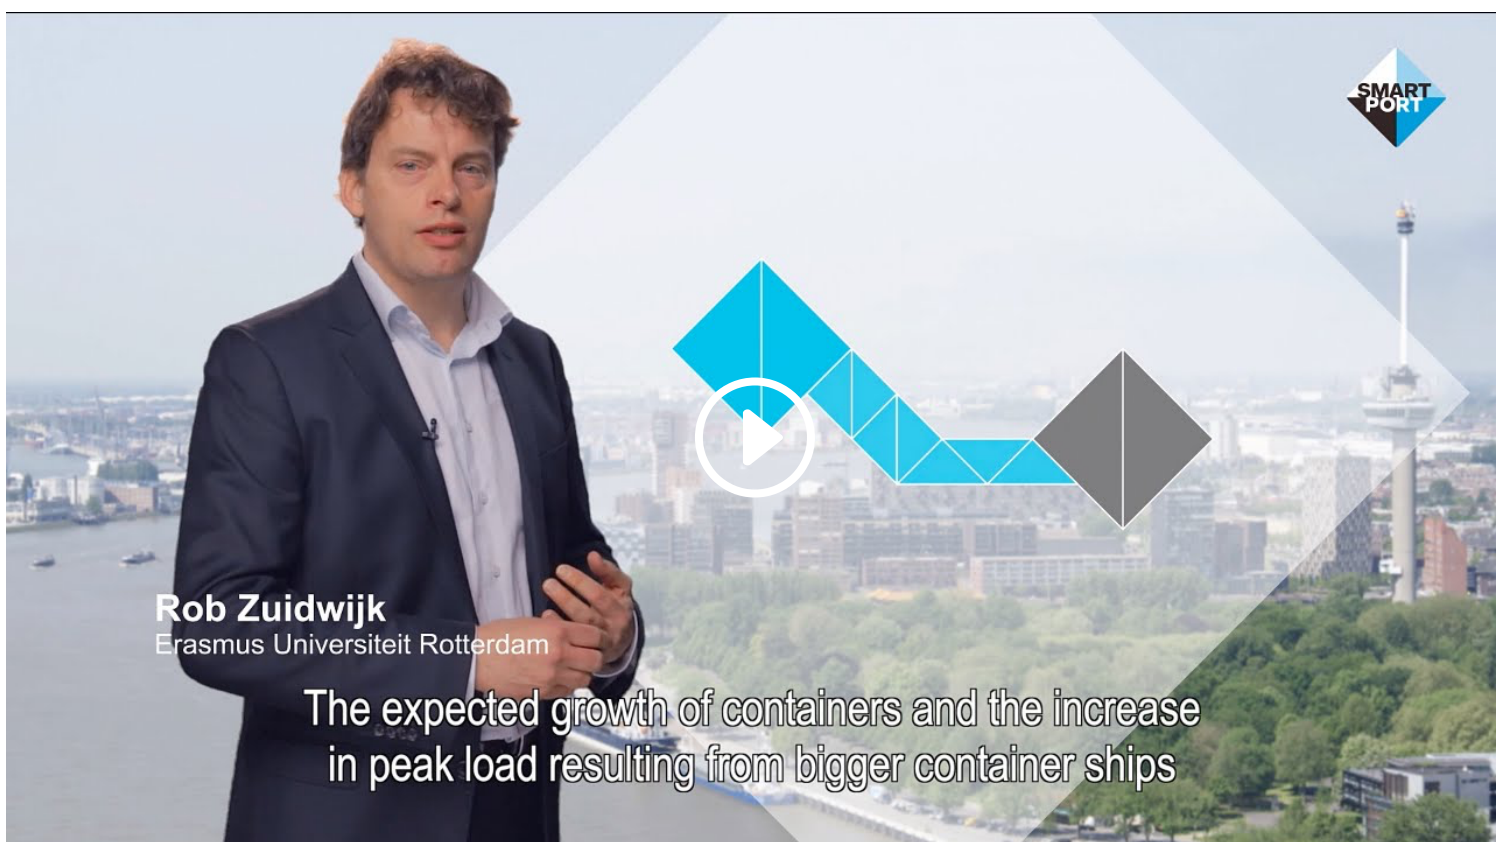 SMART
PORT
Rob Zuidwijk
Erasmus Universiteit Rotterdam
The expected growth of containers and the increase
in peak load resulting from bigger container ships